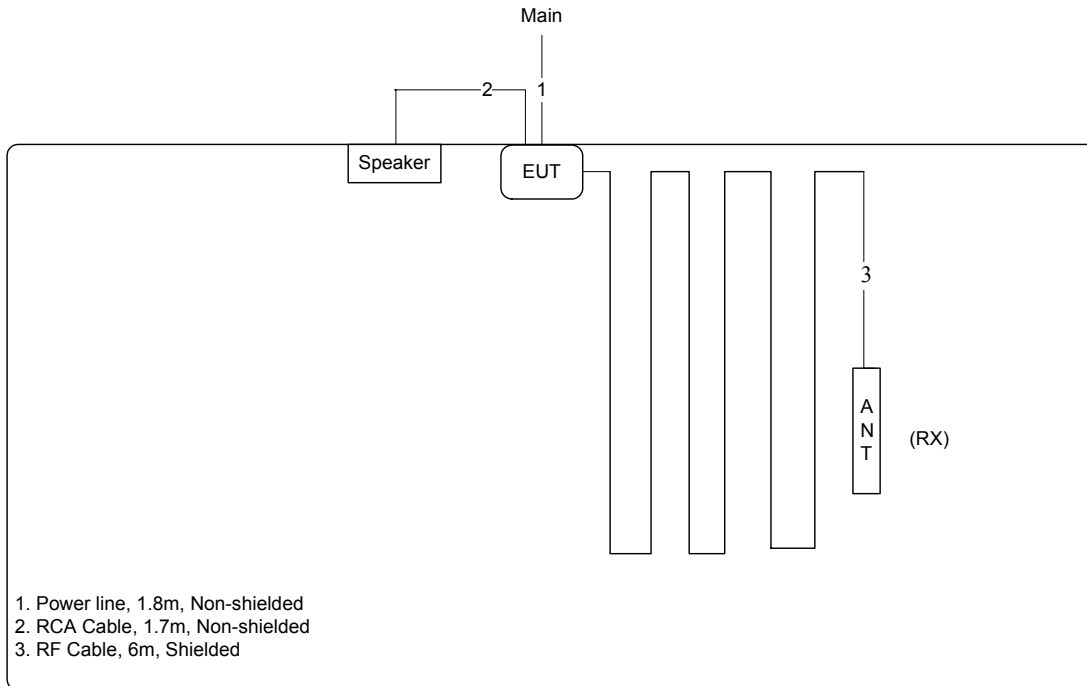 Main
2
1
Speaker
EUT
3
A
N
T
(RX)
1. Power line, 1.8m, Non-shielded
2. RCA Cable, 1.7m, Non-shielded
3. RF Cable, 6m, Shielded